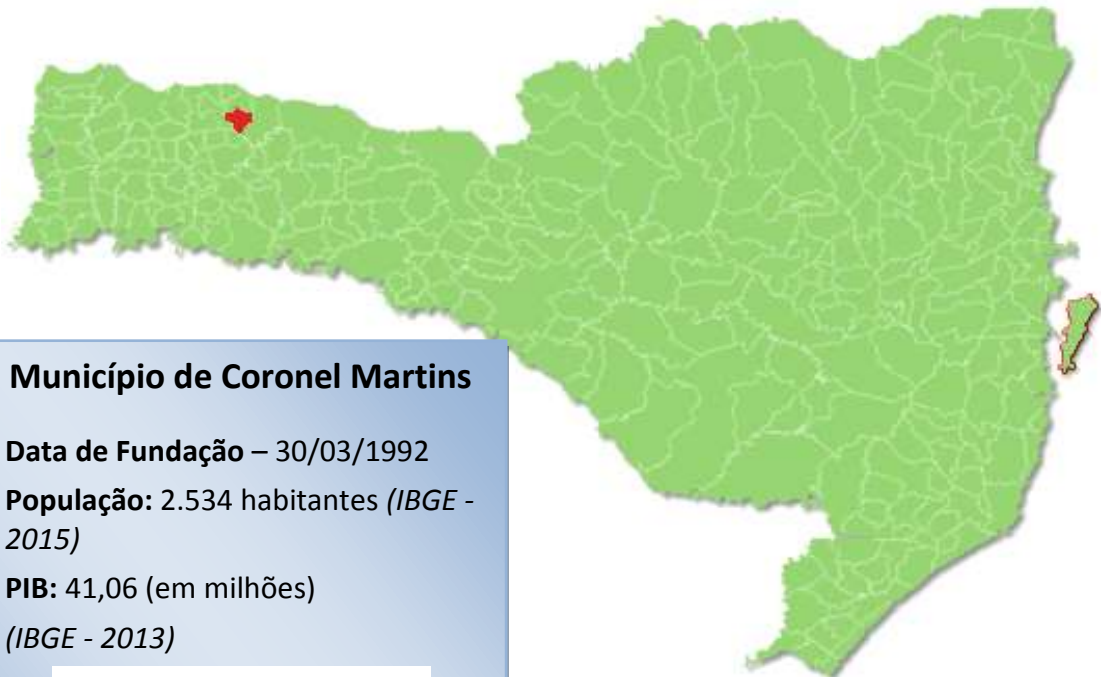 Município de Coronel Martins
Data de Fundação – 30/03/1992
População: 2.534 habitantes (IBGE -
2015)
PIB: 41,06 (em milhões)
(IBGE - 2013)